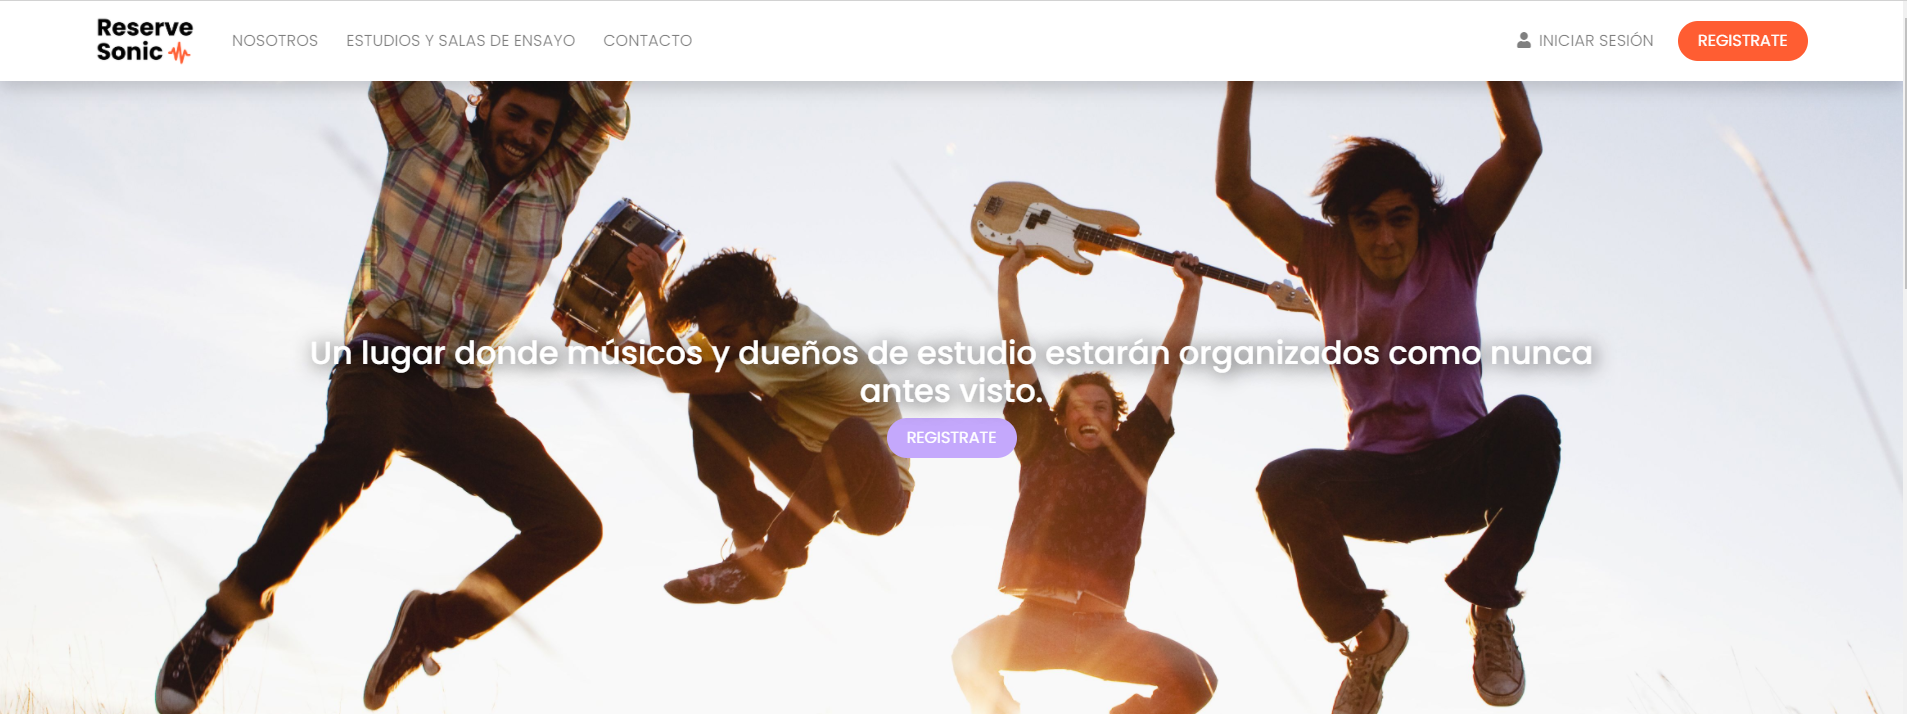 Reserve
Sonic
NOSOTROS
ESTUDIOS Y SALAS DE ENSAYO
CONTACTO
INICIAR SESIÓN
REGISTRATE
Un lugar donde músicos y dueños de estudio estarán organizados como nunca
antes visto.
REGISTRATE